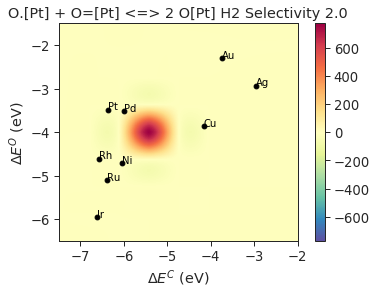 O.[Pt] + O=[Pt] <=> 2 O[Pt] H2 Selectivity 2.0
ΔE^O (eV)
−2
−3
−4
−5
−6
Au
Ag
Pt
Pd
Cu
Rh
Ni
Ru
Ir
−7
−6
−5
−4
−3
−2
ΔE^C (eV)
600
400
200
0
−200
−400
−600